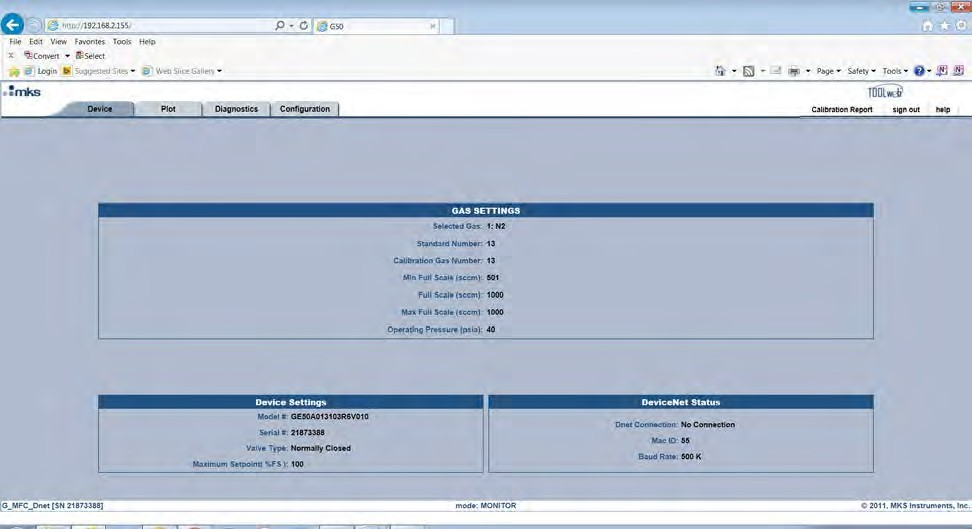 http://192.168.2.155/ G50
File Edit View Favorites Tools Help
x Convert Select
Login Suggested Sites Web Slice Gallery Page Safety Tools
mks TOOLweb
Device Plot Diagnostics Configuration Calibration Report sign out help
GAS SETTINGS
Selected Gas: 1: N2
Standard Number: 13
Calibration Gas Number: 13
Min Full Scale (sccm): 501
Full Scale (sccm): 1000
Max Full Scale (sccm): 1000
Operating Pressure (psia): 40
Device Settings
Model #: GE50A013103R6V010
Serial #: 21873388
Valve Type: Normally Closed
Maximum Setpoint( %FS ): 100
DeviceNet Status
Dnet Connection: No Connection
Mac ID: 55
Baud Rate: 500 K
G_MFC_Dnet [SN 21873388] mode: MONITOR © 2011, MKS Instruments, Inc.